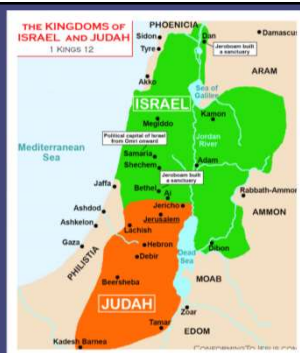 THE KINGDOMS OF
ISRAEL AND JUDAH
1 KINGS 12
PHOENICIA
Sidon
Tyre
Dan
Damascus
Jeroboam built
a sanctuary
ARAM
Akko
Sea of
Galilee
ISRAEL
Kamon
Megiddo
Jordan
River
Political capital of Israel
from Omri onward
Mediterranean
Sea
Samaria
Shechem
Jeroboam built
a sanctuary
Adam
Bethel
Ai
Jaffa
Jericho
Rabbath-Ammon
Ashdod
Jerusalem
AMMON
Ashkelon
Lachish
Gaza
Hebron
Dibon
Debir
Dead
Sea
PHILISTIA
Beersheba
MOAB
JUDAH
Zoar
Tamar
EDOM
Kadesh Barnea
CONFORMINGTOJESUS.COM